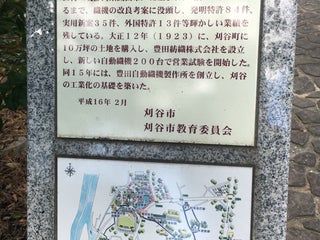 るまで、織機の改良考案に没頭し、発明特許84件、
実用新案35件、外国特許13件等輝かしい業績を
残している。大正12年（1923）に、刈谷町に
10万坪の土地を購入し、豊田紡織株式会社を設立
し、新しい自動織機200台で営業試験を開始した。
同15年には、豊田自動織機製作所を創立し、刈谷
の工業化の基礎を築いた。
平成16年2月
刈谷市
刈谷市教育委員会